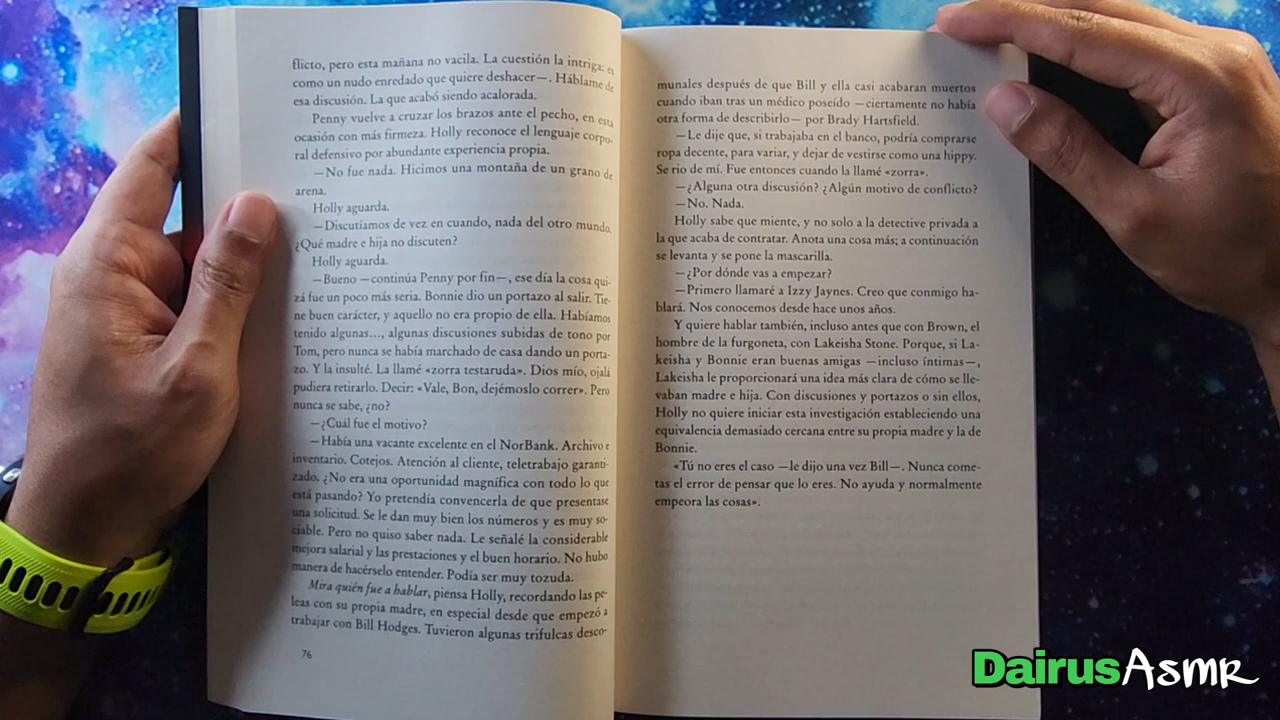 flicto, pero esta mañana no vacila. La cuestión la intriga: es
como un nudo enredado que quiere deshacer—. Háblame de
esa discusión. La que acabó siendo acalorada.
Penny vuelve a cruzar los brazos ante el pecho, en esta
ocasión con más firmeza. Holly reconoce el lenguaje corpo-
ral defensivo por abundante experiencia propia.
—No fue nada. Hicimos una montaña de un grano de
arena.
Holly aguarda.
—Discutíamos de vez en cuando, nada del otro mundo.
¿Qué madre e hija no discuten?
Holly aguarda.
—Bueno —continúa Penny por fin—, ese día la cosa qui-
zá fue un poco más seria. Bonnie dio un portazo al salir. Tie-
ne buen carácter, y aquello no era propio de ella. Habíamos
tenido algunas..., algunas discusiones subidas de tono por
Tom, pero nunca se había marchado de casa dando un porta-
zo. Y la insulté. La llamé «zorra testaruda». Dios mío, ojalá
pudiera retirarlo. Decir: «Vale, Bon, dejémoslo correr». Pero
nunca se sabe, ¿no?
—¿Cuál fue el motivo?
—Había una vacante excelente en el NorBank. Archivo e
inventario. Cotejos. Atención al cliente, teletrabajo garanti-
zado. ¿No era una oportunidad magnífica con todo lo que
está pasando? Yo pretendía convencerla de que presentase
una solicitud. Se le dan muy bien los números y es muy so-
ciable. Pero no quiso saber nada. Le señalé la considerable
mejora salarial y las prestaciones y el buen horario. No hubo
manera de hacérselo entender. Podía ser muy tozuda.
Mira quién fue a hablar, piensa Holly, recordando las pe-
leas con su propia madre, en especial desde que empezó a
trabajar con Bill Hodges. Tuvieron algunas trifulcas desco-
76
munales después de que Bill y ella casi acabaran muertos
cuando iban tras un médico poseído —ciertamente no había
otra forma de describirlo— por Brady Hartsfield.
—Le dije que, si trabajaba en el banco, podría comprarse
ropa decente, para variar, y dejar de vestirse como una hippy.
Se rio de mí. Fue entonces cuando la llamé «zorra».
—¿Alguna otra discusión? ¿Algún motivo de conflicto?
—No. Nada.
Holly sabe que miente, y no solo a la detective privada a
la que acaba de contratar. Anota una cosa más; a continuación
se levanta y se pone la mascarilla.
—¿Por dónde vas a empezar?
—Primero llamaré a Izzy Jaynes. Creo que conmigo ha-
blará. Nos conocemos desde hace unos años.
Y quiere hablar también, incluso antes que con Brown, el
hombre de la furgoneta, con Lakeisha Stone. Porque, si La-
keisha y Bonnie eran buenas amigas —incluso íntimas—,
Lakeisha le proporcionará una idea más clara de cómo se lle-
vaban madre e hija. Con discusiones y portazos o sin ellos,
Holly no quiere iniciar esta investigación estableciendo una
equivalencia demasiado cercana entre su propia madre y la de
Bonnie.
«Tú no eres el caso —le dijo una vez Bill—. Nunca come-
tas el error de pensar que lo eres. No ayuda y normalmente
empeora las cosas».
DairusAsmr